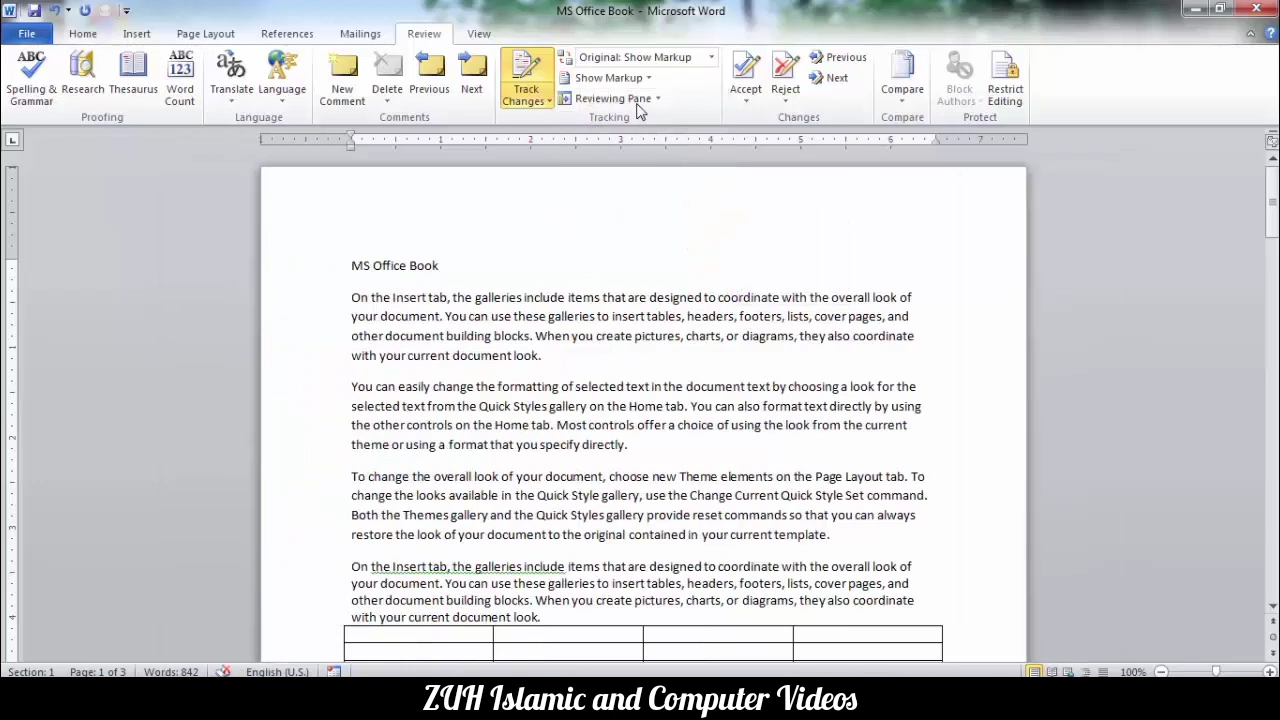 MS Office Book - Microsoft Word
File Home Insert Page Layout References Mailings Review View
ABC
Spelling & Grammar
Research
Thesaurus
ABC 123
Word Count
Proofing
Translate
Language
Language
New Comment
Delete
Previous
Next
Comments
Track Changes
Original: Show Markup
Show Markup
Reviewing Pane
Tracking
Accept
Reject
Previous
Next
Changes
Compare
Compare
Block Authors
Restrict Editing
Protect
1 2 3 4 5 6 7
MS Office Book
On the Insert tab, the galleries include items that are designed to coordinate with the overall look of
your document. You can use these galleries to insert tables, headers, footers, lists, cover pages, and
other document building blocks. When you create pictures, charts, or diagrams, they also coordinate
with your current document look.
You can easily change the formatting of selected text in the document text by choosing a look for the
selected text from the Quick Styles gallery on the Home tab. You can also format text directly by using
the other controls on the Home tab. Most controls offer a choice of using the look from the current
theme or using a format that you specify directly.
To change the overall look of your document, choose new Theme elements on the Page Layout tab. To
change the looks available in the Quick Style gallery, use the Change Current Quick Style Set command.
Both the Themes gallery and the Quick Styles gallery provide reset commands so that you can always
restore the look of your document to the original contained in your current template.
On the Insert tab, the galleries include items that are designed to coordinate with the overall look of
your document. You can use these galleries to insert tables, headers, footers, lists, cover pages, and
other document building blocks. When you create pictures, charts, or diagrams, they also coordinate
with your current document look.
1
2
3
4
Section: 1 Page: 1 of 3 Words: 842 English (U.S.) 100%
ZUH Islamic and Computer Videos